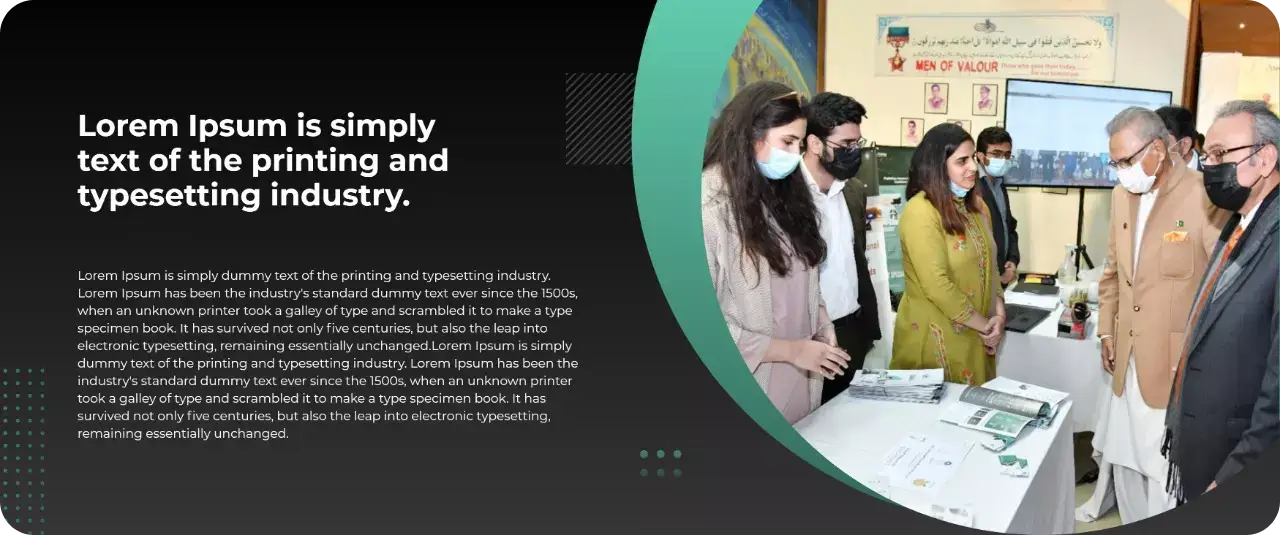 Lorem Ipsum is simply
text of the printing and
typesetting industry.
Lorem Ipsum is simply dummy text of the printing and typesetting industry.
Lorem Ipsum has been the industry's standard dummy text ever since the 1500s,
when an unknown printer took a galley of type and scrambled it to make a type
specimen book. It has survived not only five centuries, but also the leap into
electronic typesetting, remaining essentially unchanged.Lorem Ipsum is simply
dummy text of the printing and typesetting industry. Lorem Ipsum has been the
industry's standard dummy text ever since the 1500s, when an unknown printer
took a galley of type and scrambled it to make a type specimen book. It has
survived not only five centuries, but also the leap into electronic typesetting,
remaining essentially unchanged.
MEN OF VALOUR